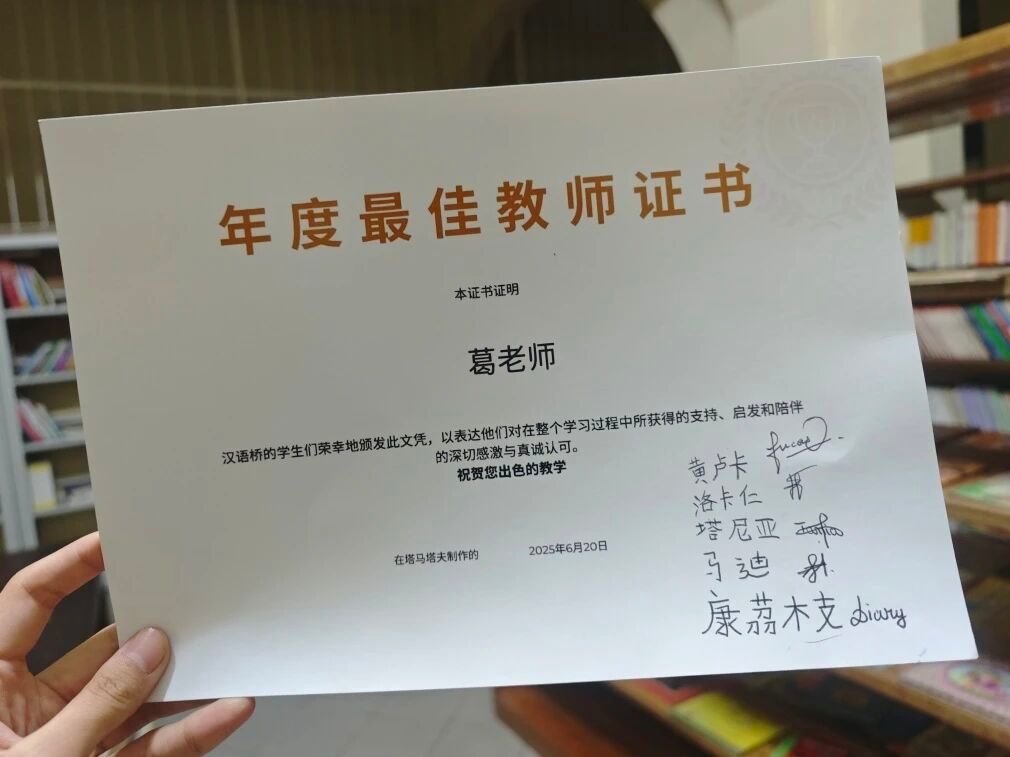 年度最佳教师证书
本证书证明
葛老师
汉语桥的学生们荣幸地颁发此文凭，以表达他们对在整个学习过程中所获得的支持、启发和陪伴
的深切感激与真诚认可。
祝贺您出色的教学
黄卢卡
洛卡仁
塔尼亚
马迪
康茘木支 Diary
在塔马塔夫制作的 2025年6月20日